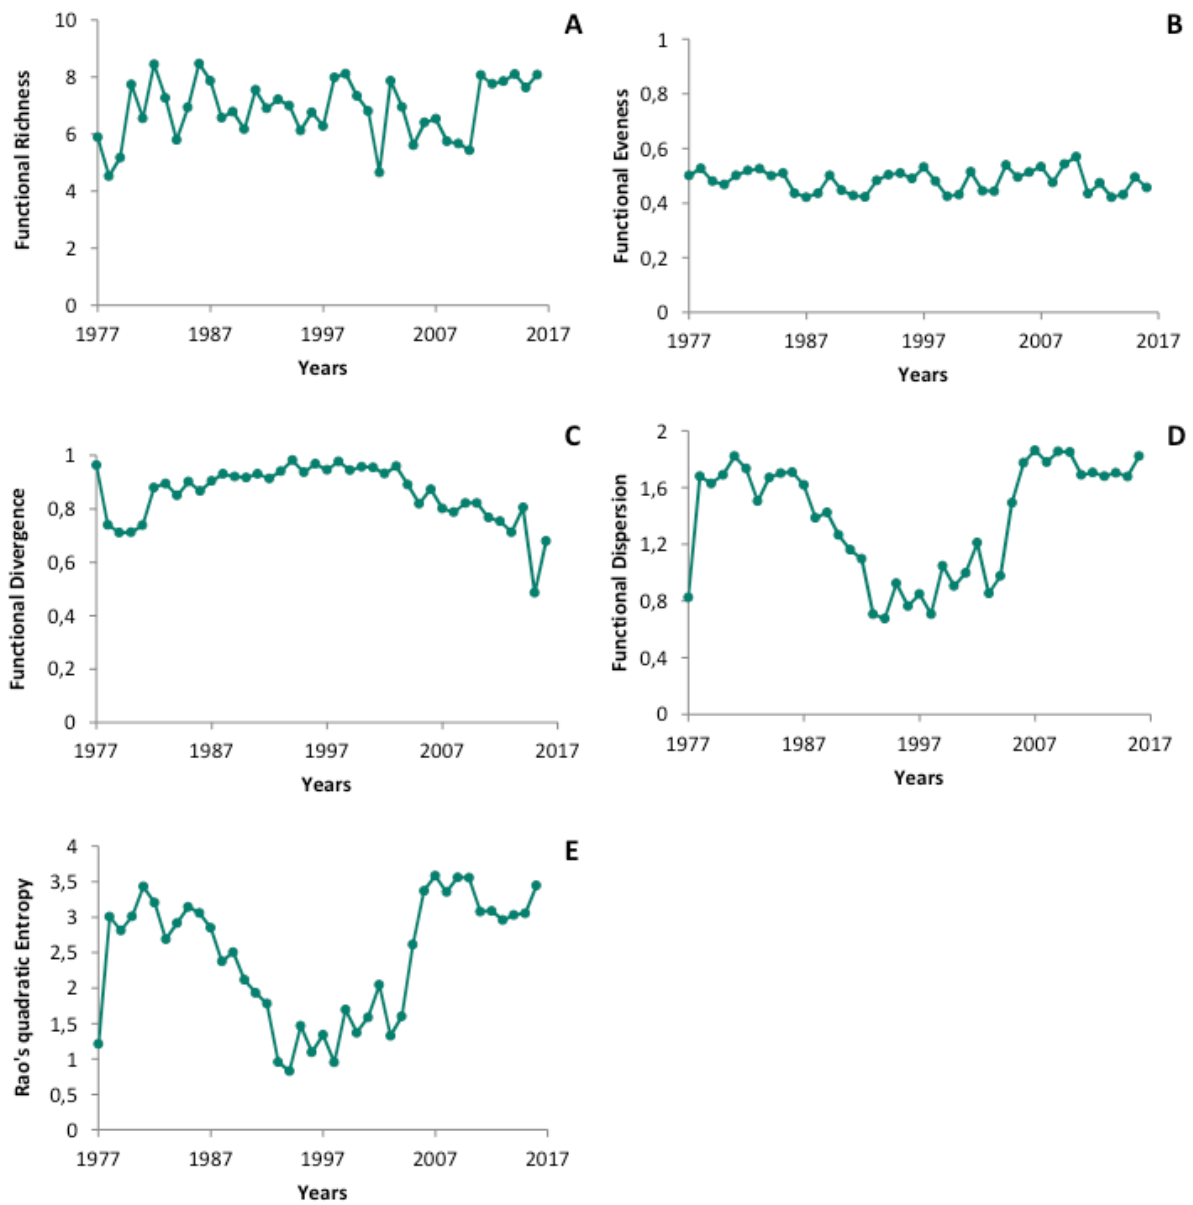 A
Functional Richness
10
8
6
4
2
0
1977 1987 1997 2007 2017
Years
B
Functional Eveness
1
0,8
0,6
0,4
0,2
0
1977 1987 1997 2007 2017
Years
C
Functional Divergence
1
0,8
0,6
0,4
0,2
0
1977 1987 1997 2007 2017
Years
D
Functional Dispersion
2
1,6
1,2
0,8
0,4
0
1977 1987 1997 2007 2017
Years
E
Rao's quadratic Entropy
4
3,5
3
2,5
2
1,5
1
0,5
0
1977 1987 1997 2007 2017
Years